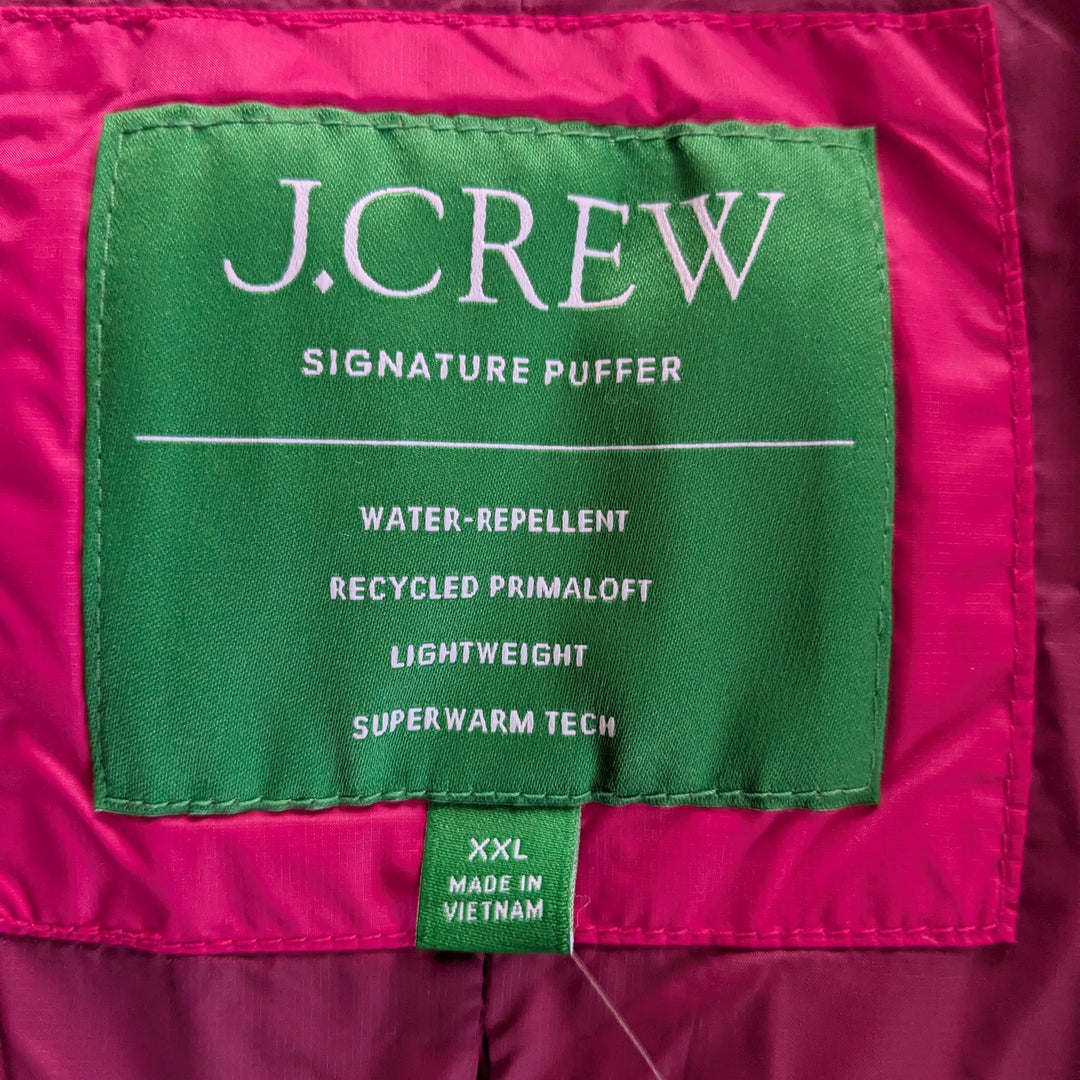 J.CREW
SIGNATURE PUFFER
WATER-REPELLENT
RECYCLED PRIMALOFT
LIGHTWEIGHT
SUPERWARM TECH
XXL
MADE IN
VIETNAM